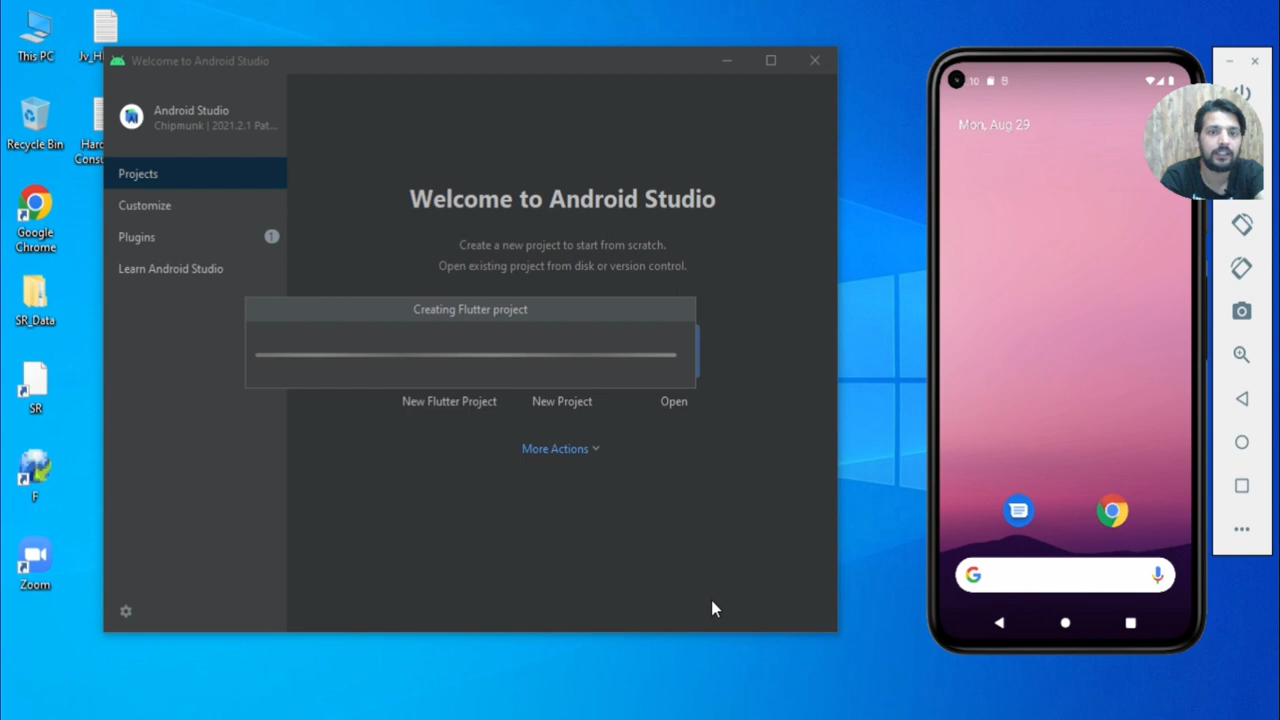 This PC
Recycle Bin
Google
Chrome
SR_Data
SR
F
Zoom
Welcome to Android Studio
Android Studio
Chipmunk | 2021.2.1 Pat...
Projects
Customize
Plugins
1
Learn Android Studio
Welcome to Android Studio
Create a new project to start from scratch.
Open existing project from disk or version control.
Creating Flutter project
New Flutter Project
New Project
Open
More Actions
Mon, Aug 29